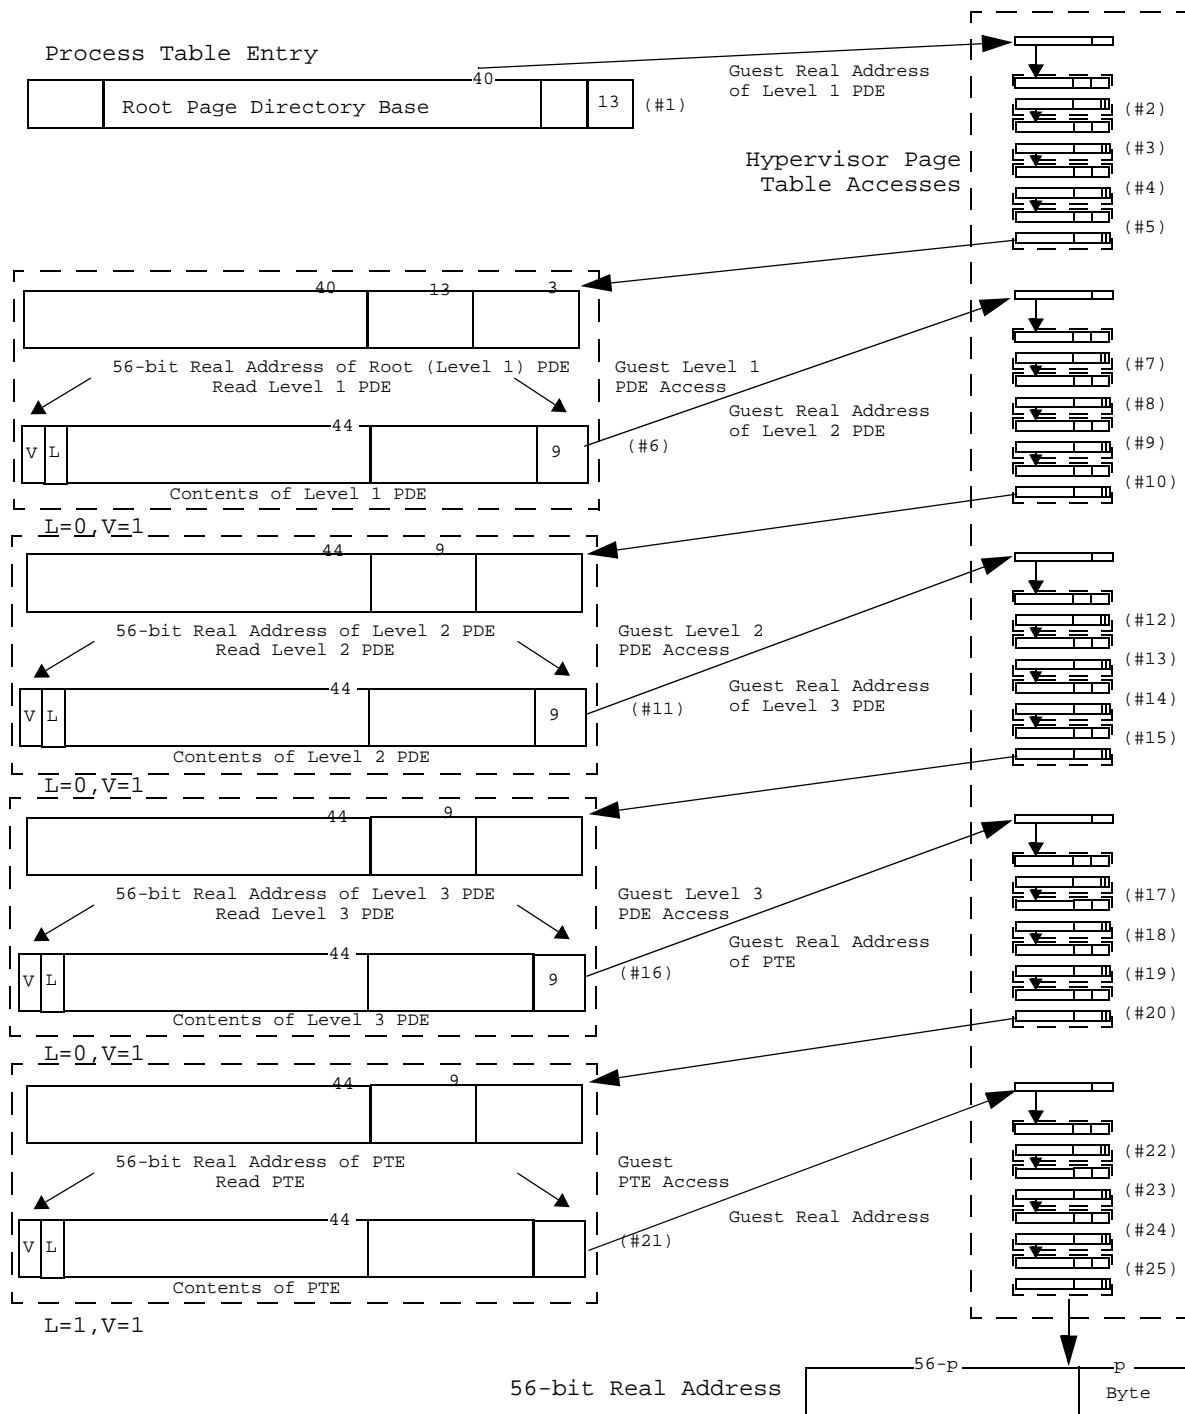 Process Table Entry
40
Root Page Directory Base
13
(#1)
Guest Real Address
of Level 1 PDE
Hypervisor Page
Table Accesses
(#2)
(#3)
(#4)
(#5)
40
13
3
56-bit Real Address of Root (Level 1) PDE
Read Level 1 PDE
Guest Level 1
PDE Access
44
V
L
9
(#6)
Contents of Level 1 PDE
L=0,V=1
Guest Real Address
of Level 2 PDE
(#7)
(#8)
(#9)
(#10)
44
9
56-bit Real Address of Level 2 PDE
Read Level 2 PDE
Guest Level 2
PDE Access
44
V
L
9
(#11)
Contents of Level 2 PDE
L=0,V=1
Guest Real Address
of Level 3 PDE
(#12)
(#13)
(#14)
(#15)
44
9
56-bit Real Address of Level 3 PDE
Read Level 3 PDE
Guest Level 3
PDE Access
44
V
L
9
(#16)
Contents of Level 3 PDE
L=0,V=1
Guest Real Address
of PTE
(#17)
(#18)
(#19)
(#20)
44
9
56-bit Real Address of PTE
Read PTE
Guest
PTE Access
44
V
L
(#21)
Contents of PTE
L=1,V=1
Guest Real Address
(#22)
(#23)
(#24)
(#25)
56-bit Real Address
56-p
p
Byte